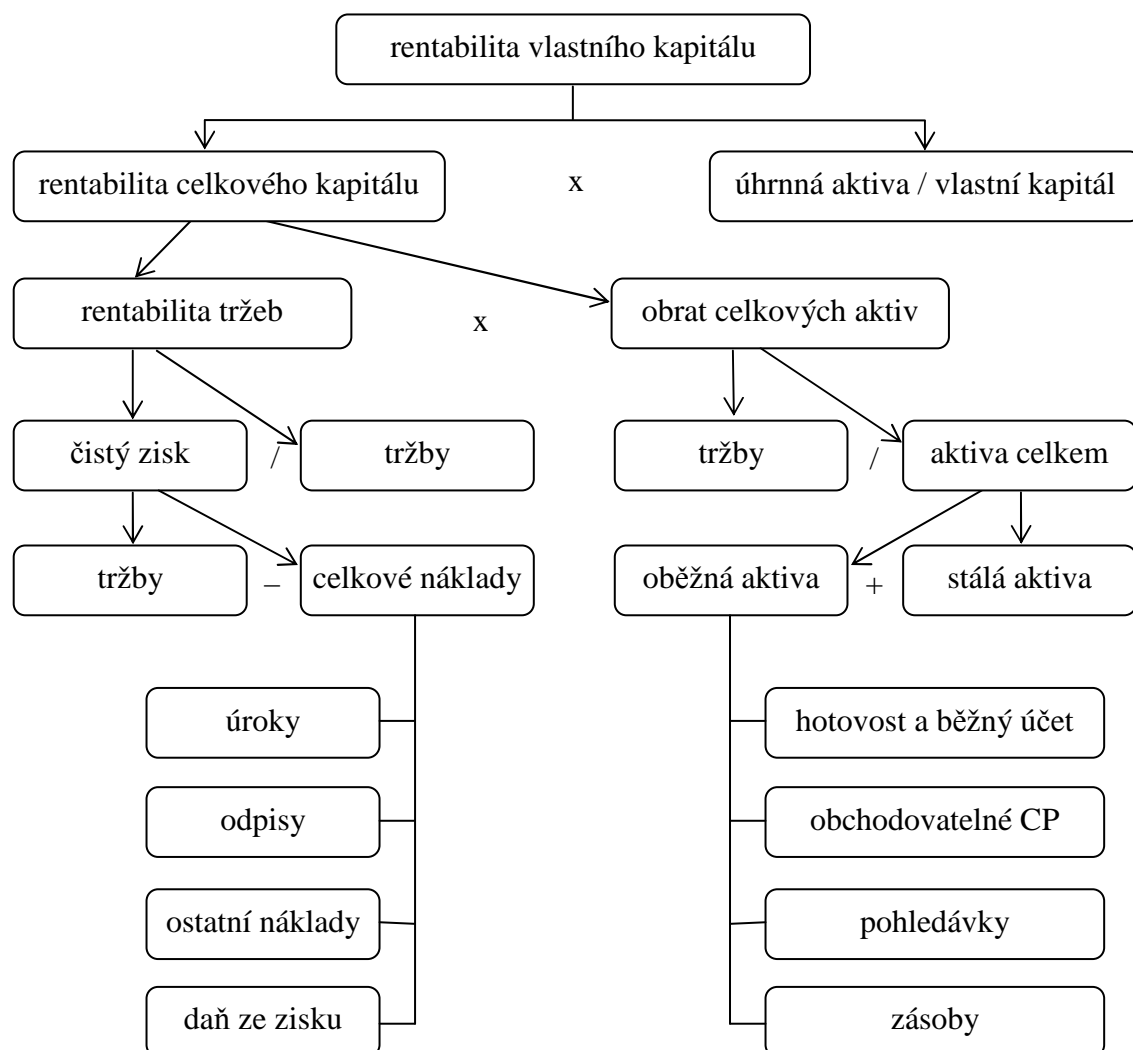 rentabilita vlastního kapitálu
rentabilita celkového kapitálu
x
úhrnná aktiva / vlastní kapitál
rentabilita tržeb
x
obrat celkových aktiv
čistý zisk
/
tržby
tržby
/
aktiva celkem
tržby
–
celkové náklady
oběžná aktiva
+
stálá aktiva
úroky
hotovost a běžný účet
odpisy
obchodovatelné CP
ostatní náklady
pohledávky
daň ze zisku
zásoby